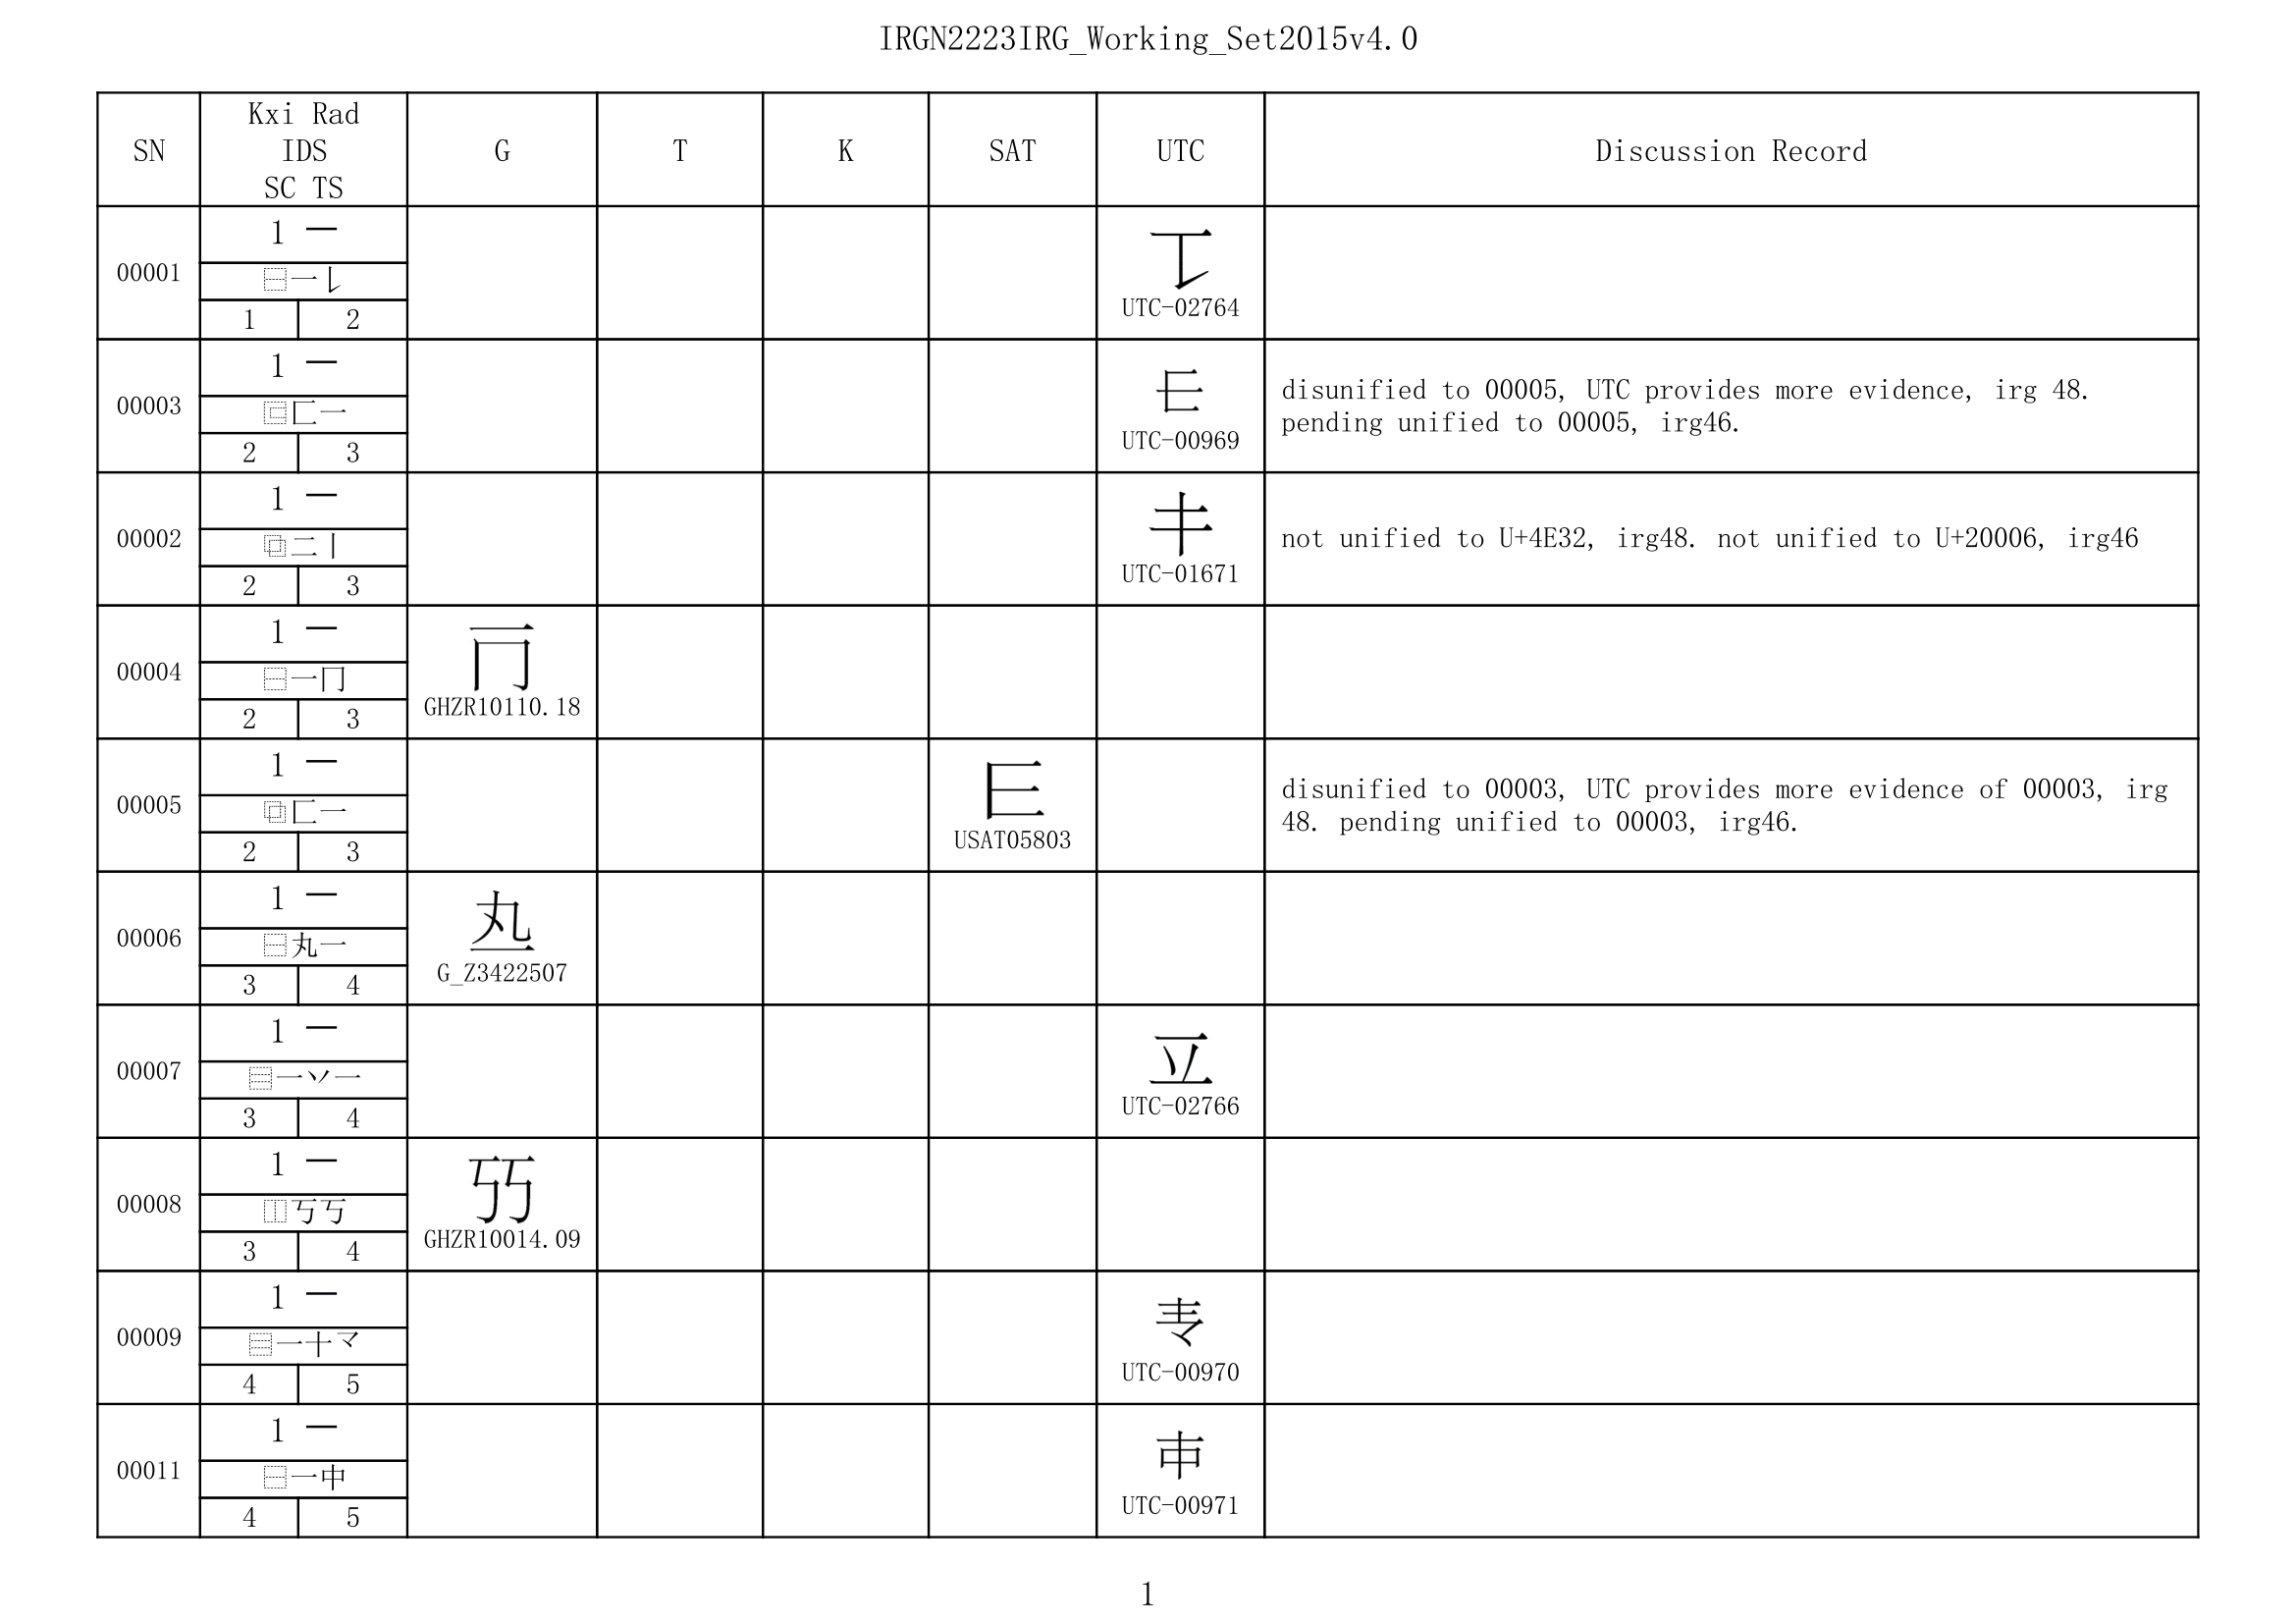 IRGN2223IRG_Working_Set2015v4.0
SN
Kxi Rad
IDS
SC TS
G
T
K
SAT
UTC
Discussion Record
00001
1 一
⿱一𠄌
1 2
UTC-02764
00003
1 一
⿷匚一
2 3
UTC-00969
disunified to 00005, UTC provides more evidence, irg 48.
pending unified to 00005, irg46.
00002
1 一
⿻二丨
2 3
UTC-01671
not unified to U+4E32, irg48. not unified to U+20006, irg46
00004
1 一
⿱一冂
2 3
GHZR10110.18
00005
1 一
⿻匚一
2 3
USAT05803
disunified to 00003, UTC provides more evidence of 00003, irg
48. pending unified to 00003, irg46.
00006
1 一
⿱丸一
3 4
G_Z3422507
00007
1 一
⿳一丷一
3 4
UTC-02766
00008
1 一
⿰丂丂
3 4
GHZR10014.09
00009
1 一
⿳一十龴
4 5
UTC-00970
00011
1 一
⿱一中
4 5
UTC-00971
1